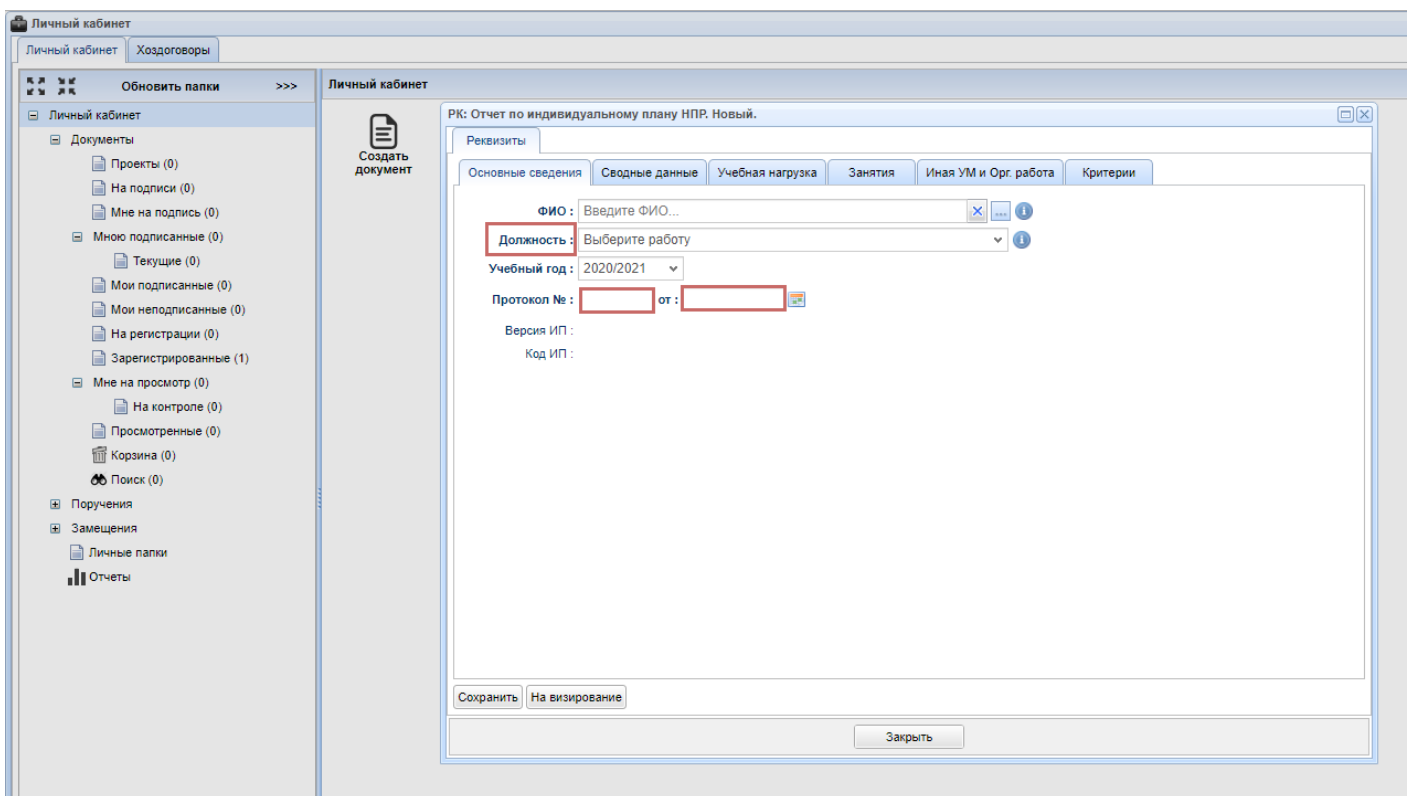 Личный кабинет
Личный кабинет Хоздоговоры
Обновить папки >>>
Личный кабинет
Документы
Проекты (0)
На подписи (0)
Мне на подпись (0)
Мною подписанные (0)
Текущие (0)
Мои подписанные (0)
Мои неподписанные (0)
На регистрации (0)
Зарегистрированные (1)
Мне на просмотр (0)
На контроле (0)
Просмотренные (0)
Корзина (0)
Поиск (0)
Поручения
Замещения
Личные папки
Отчеты
Личный кабинет
Создать
документ
РК: Отчет по индивидуальному плану НПР. Новый.
Реквизиты
Основные сведения Сводные данные Учебная нагрузка Занятия Иная УМ и Орг. работа Критерии
ФИО : Введите ФИО...
Должность : Выберите работу
Учебный год : 2020/2021
Протокол № : от :
Версия ИП :
Код ИП :
Сохранить На визирование
Закрыть